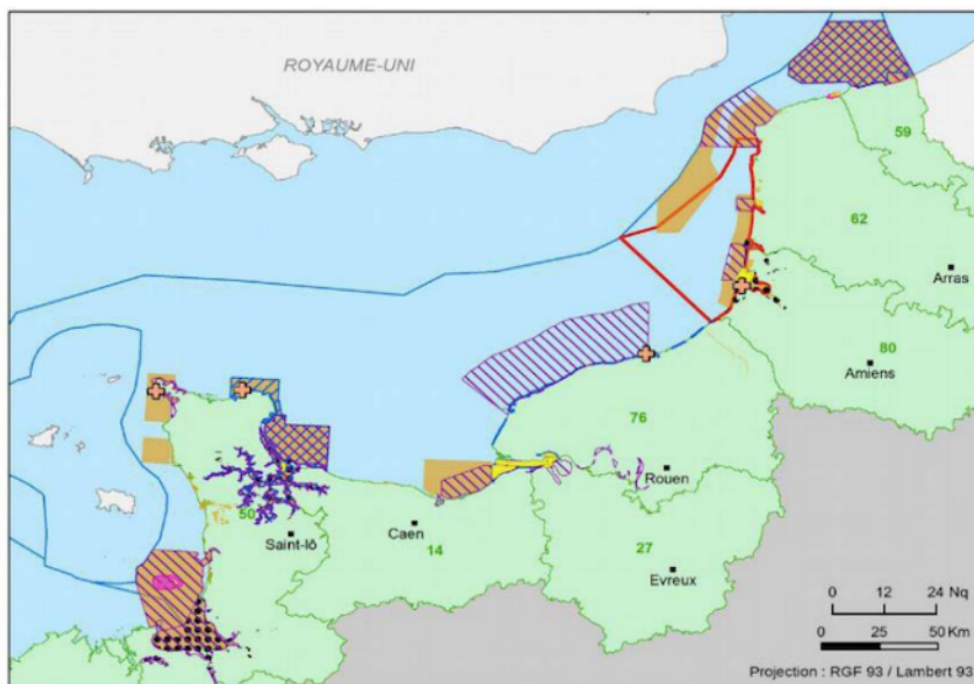 ROYAUME-UNI
59
62
Arras
80
Amiens
76
Rouen
50
Saint-lô
Caen
14
27
Evreux
0 12 24 Nq
0 25 50 Km
Projection : RGF 93 / Lambert 93